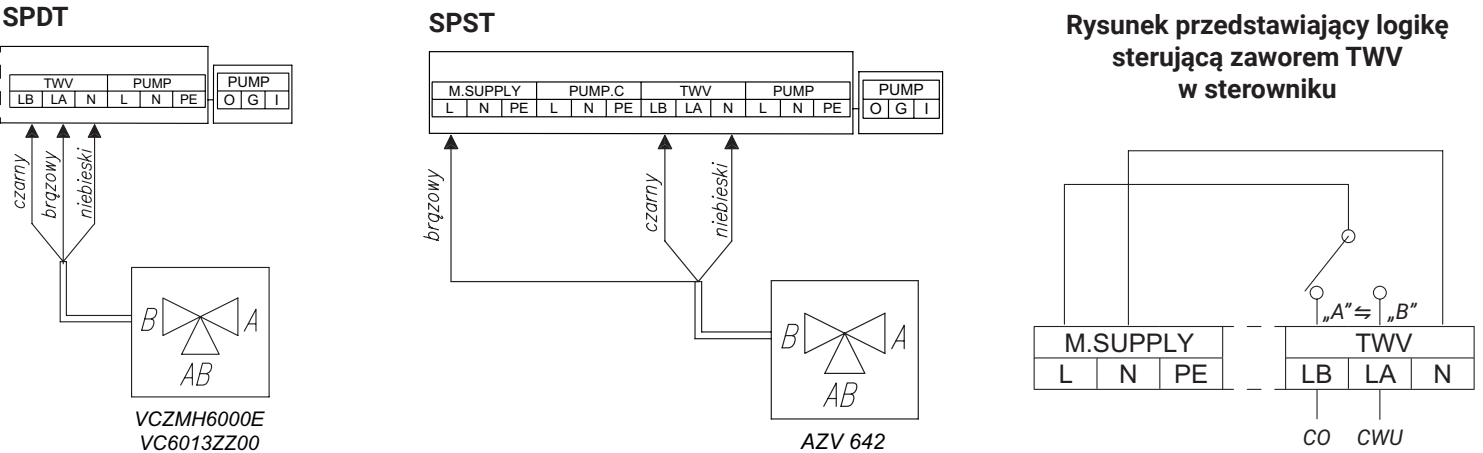 SPDT
TWV PUMP PUMP
LB LA N L N PE O G I
czarny
brązowy
niebieski
B A
AB
VCZMH6000E
VC6013ZZ00
SPST
M.SUPPLY PUMP.C TWV PUMP PUMP
L N PE L N PE LB LA N L N PE O G I
brązowy
czarny
niebieski
B A
AB
AZV 642
Rysunek przedstawiający logikę
sterującą zaworem TWV
w sterowniku
„A” ⇋ „B”
M.SUPPLY TWV
L N PE LB LA N
CO CWU